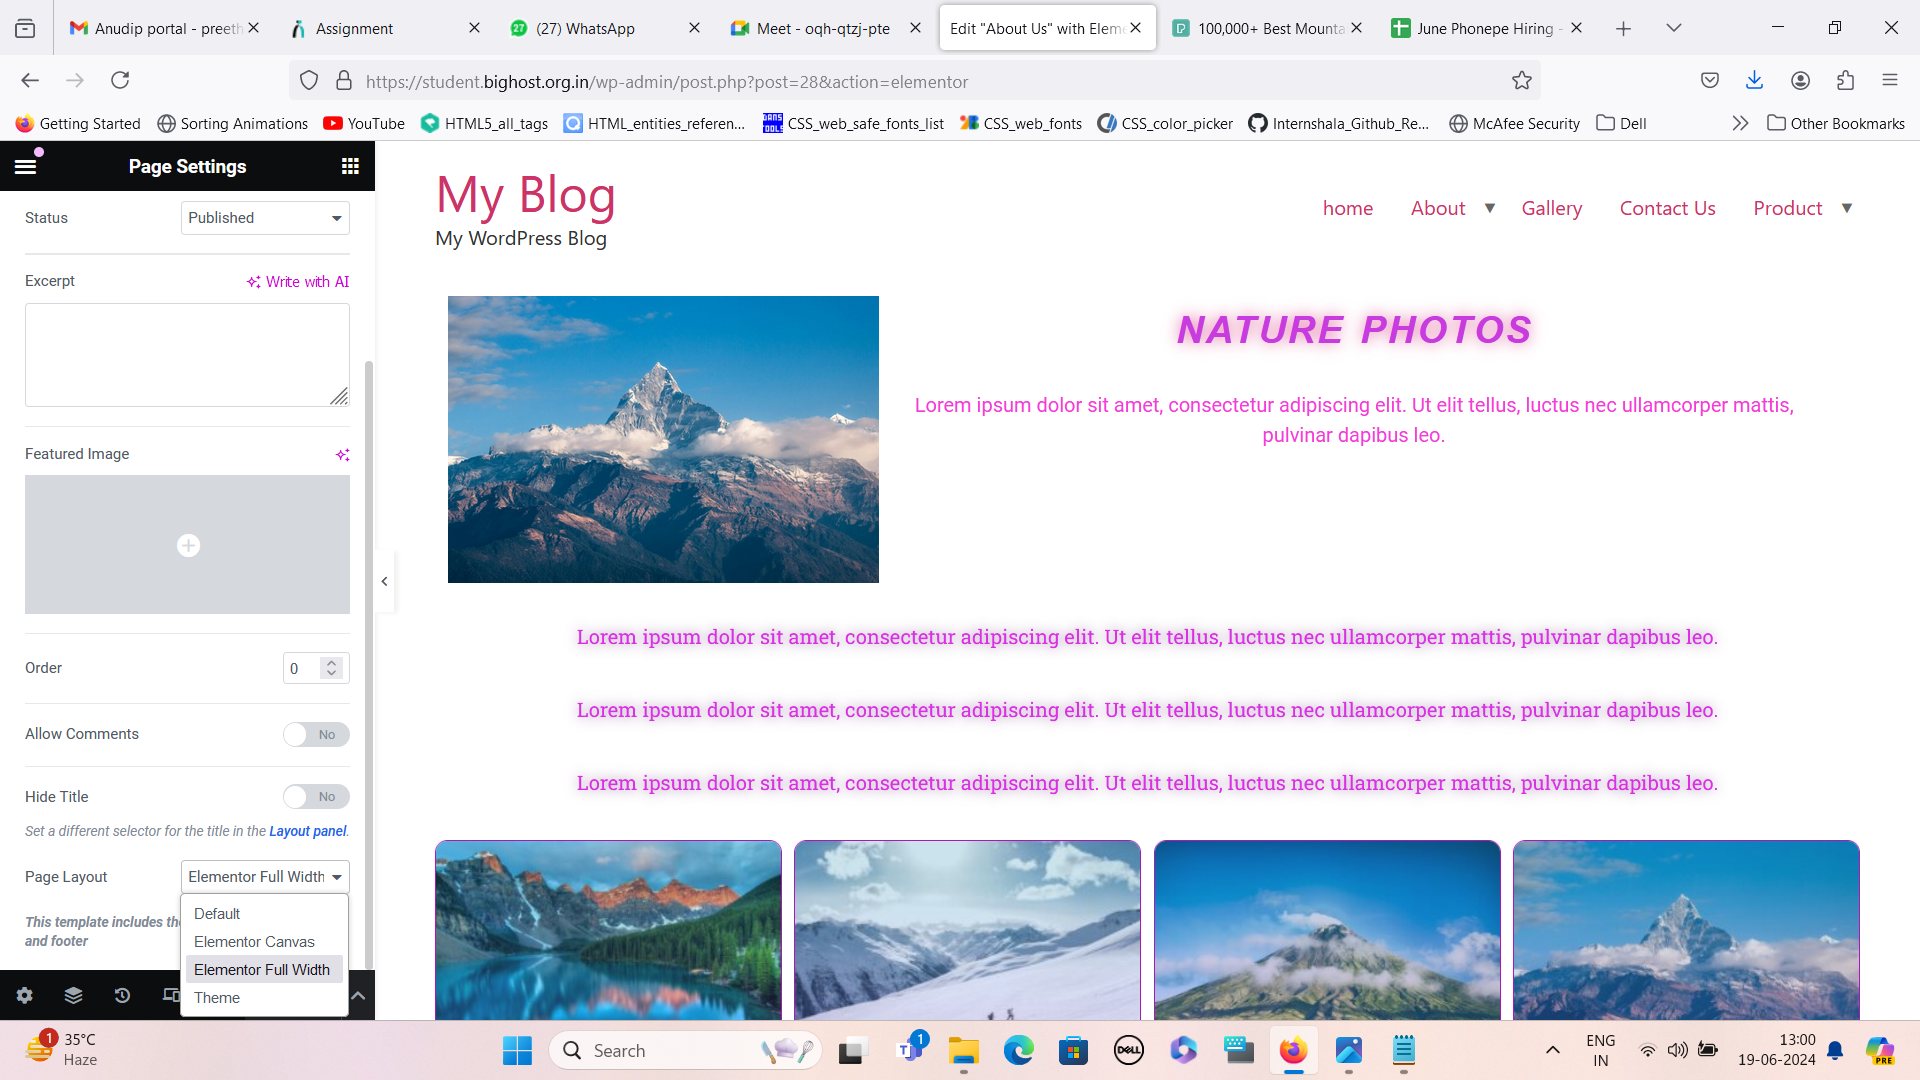 Anudip portal - preeth
Assignment
(27) WhatsApp
Meet - oqh-qtzj-pte
Edit "About Us" with Eleme
100,000+ Best Mounta
June Phonepe Hiring -
https://student.bighost.org.in/wp-admin/post.php?post=28&action=elementor
Getting Started
Sorting Animations
YouTube
HTML5_all_tags
HTML_entities_referen...
CSS_web_safe_fonts_list
CSS_web_fonts
CSS_color_picker
Internshala_Github_Re...
McAfee Security
Dell
Other Bookmarks
Page Settings
Status
Published
Excerpt
Write with AI
Featured Image
Order
0
Allow Comments
No
Hide Title
No
Set a different selector for the title in the Layout panel.
Page Layout
Elementor Full Width
This template includes the
and footer
Default
Elementor Canvas
Elementor Full Width
Theme
My Blog
My WordPress Blog
home
About
Gallery
Contact Us
Product
NATURE PHOTOS
Lorem ipsum dolor sit amet, consectetur adipiscing elit. Ut elit tellus, luctus nec ullamcorper mattis,
pulvinar dapibus leo.
Lorem ipsum dolor sit amet, consectetur adipiscing elit. Ut elit tellus, luctus nec ullamcorper mattis, pulvinar dapibus leo.
Lorem ipsum dolor sit amet, consectetur adipiscing elit. Ut elit tellus, luctus nec ullamcorper mattis, pulvinar dapibus leo.
Lorem ipsum dolor sit amet, consectetur adipiscing elit. Ut elit tellus, luctus nec ullamcorper mattis, pulvinar dapibus leo.
1
35°C
Haze
Search
1
DELL
ENG
IN
13:00
19-06-2024
PRE